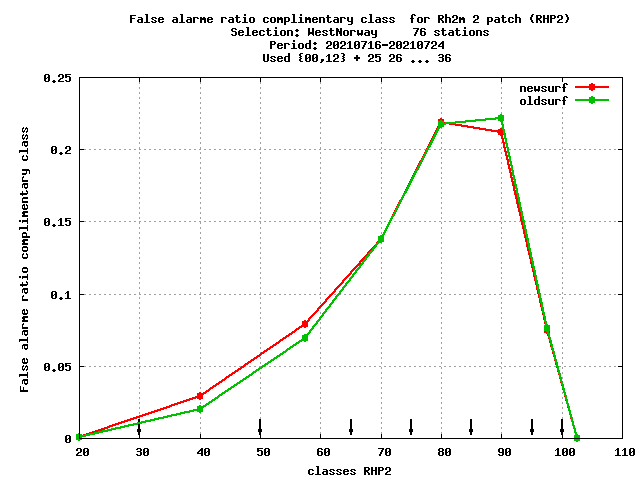 False alarme ratio complimentary class  for Rh2m 2 patch (RHP2)
Selection: WestNorway     76 stations
Period: 20210716-20210724
Used {00,12} + 25 26 ... 36
newsurf
oldsurf
0.25
0.2
0.15
0.1
0.05
0
False alarme ratio complimentary class
20 30 40 50 60 70 80 90 100 110
classes RHP2